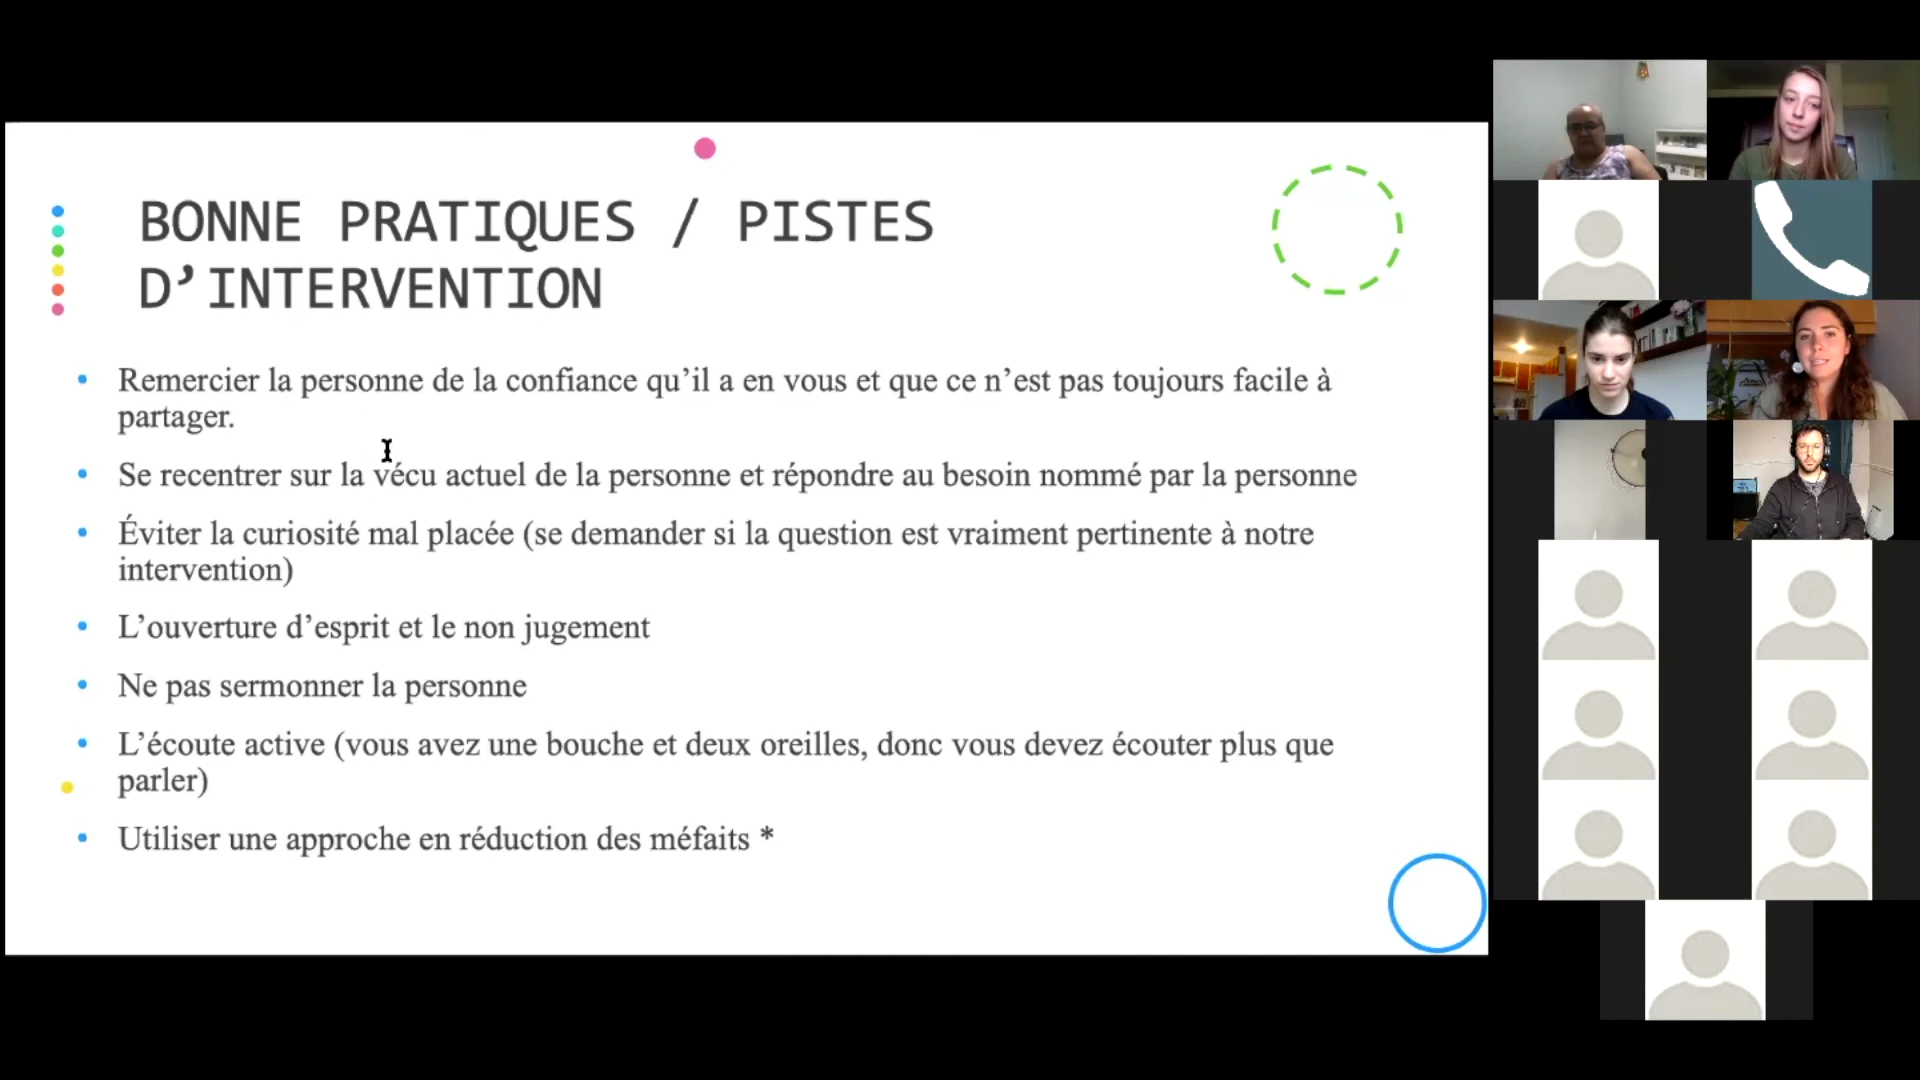 BONNE PRATIQUES / PISTES
D’INTERVENTION
Remercier la personne de la confiance qu’il a en vous et que ce n’est pas toujours facile à
partager.
Se recentrer sur la vécu actuel de la personne et répondre au besoin nommé par la personne
Éviter la curiosité mal placée (se demander si la question est vraiment pertinente à notre
intervention)
L’ouverture d’esprit et le non jugement
Ne pas sermonner la personne
L’écoute active (vous avez une bouche et deux oreilles, donc vous devez écouter plus que
parler)
Utiliser une approche en réduction des méfaits *